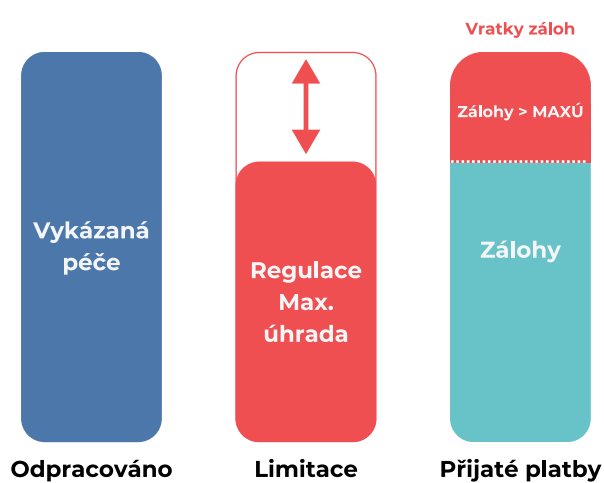 Vratky záloh
Zálohy > MAXÚ
Vykázaná
péče
Regulace
Max.
úhrada
Zálohy
Odpracováno
Limitace
Přijaté platby